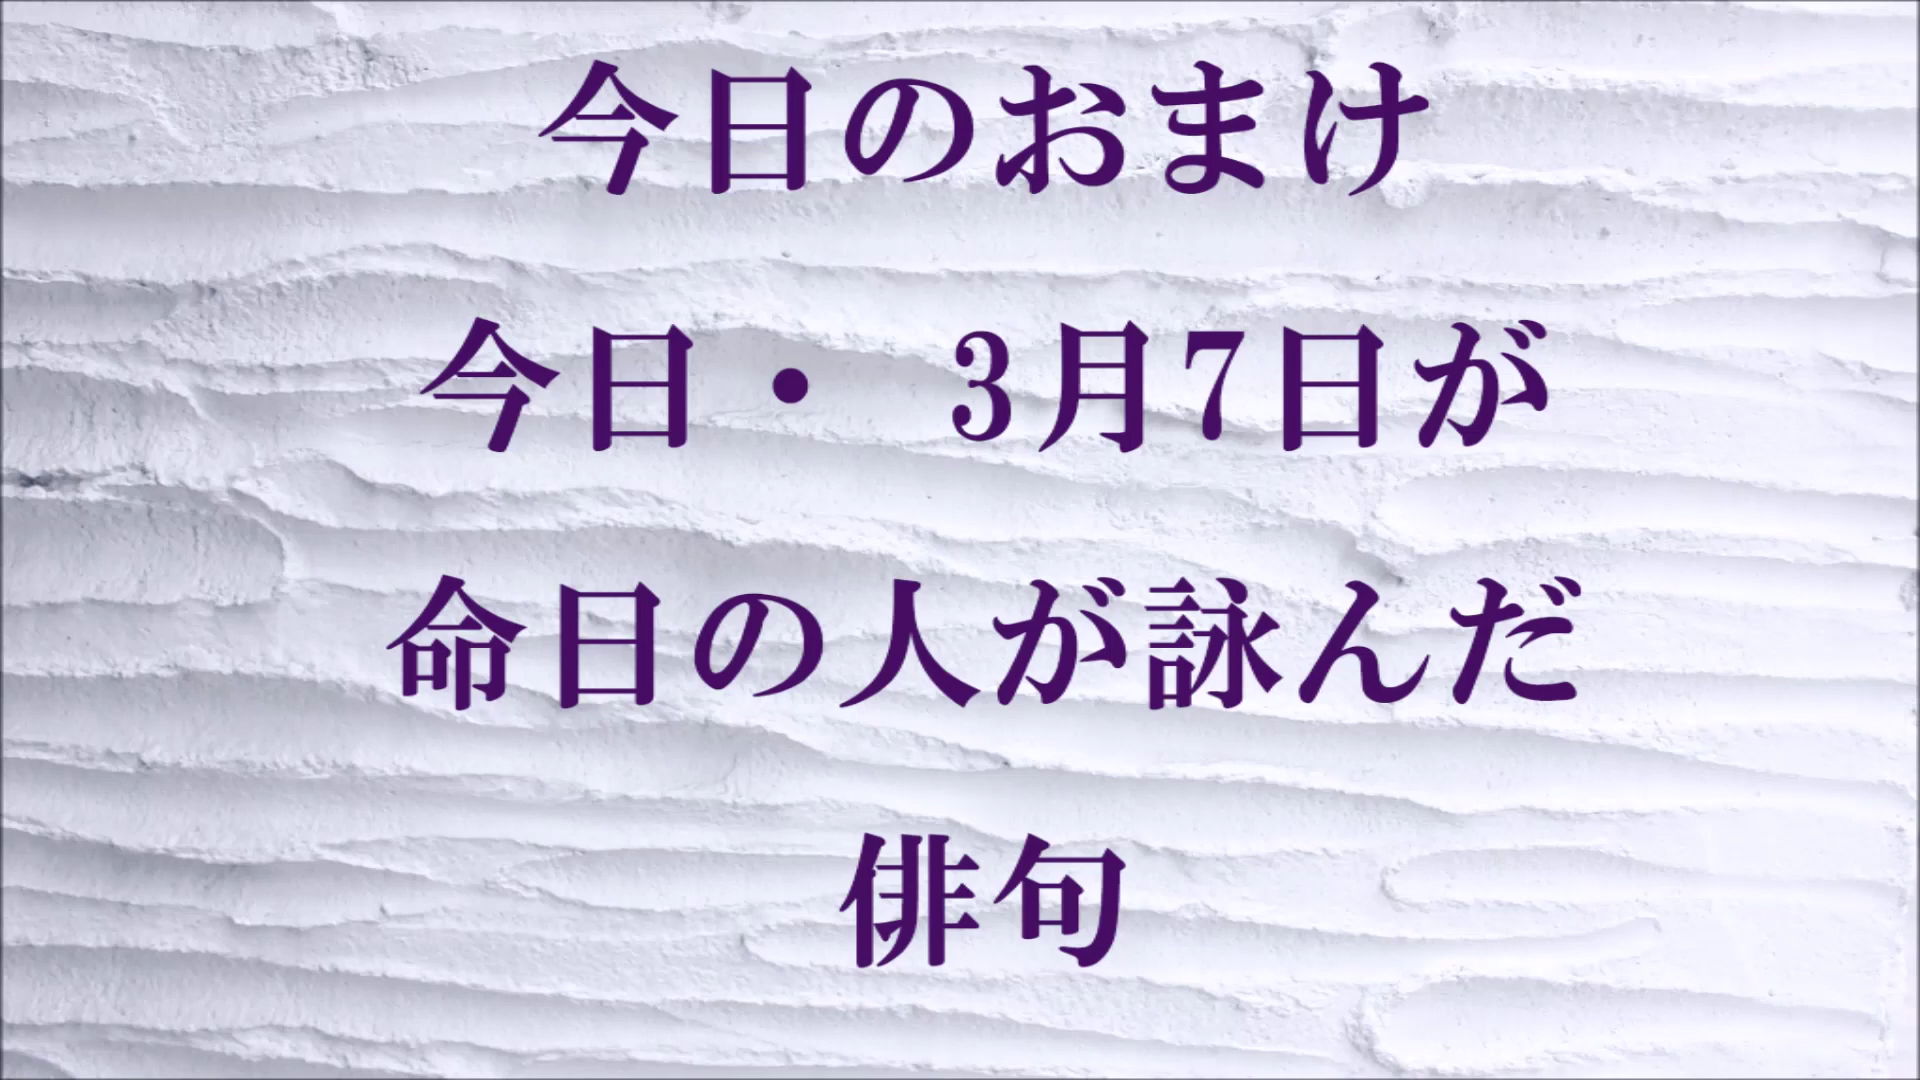 今日のおまけ
今日・ 3月7日が
命日の人が詠んだ
俳句